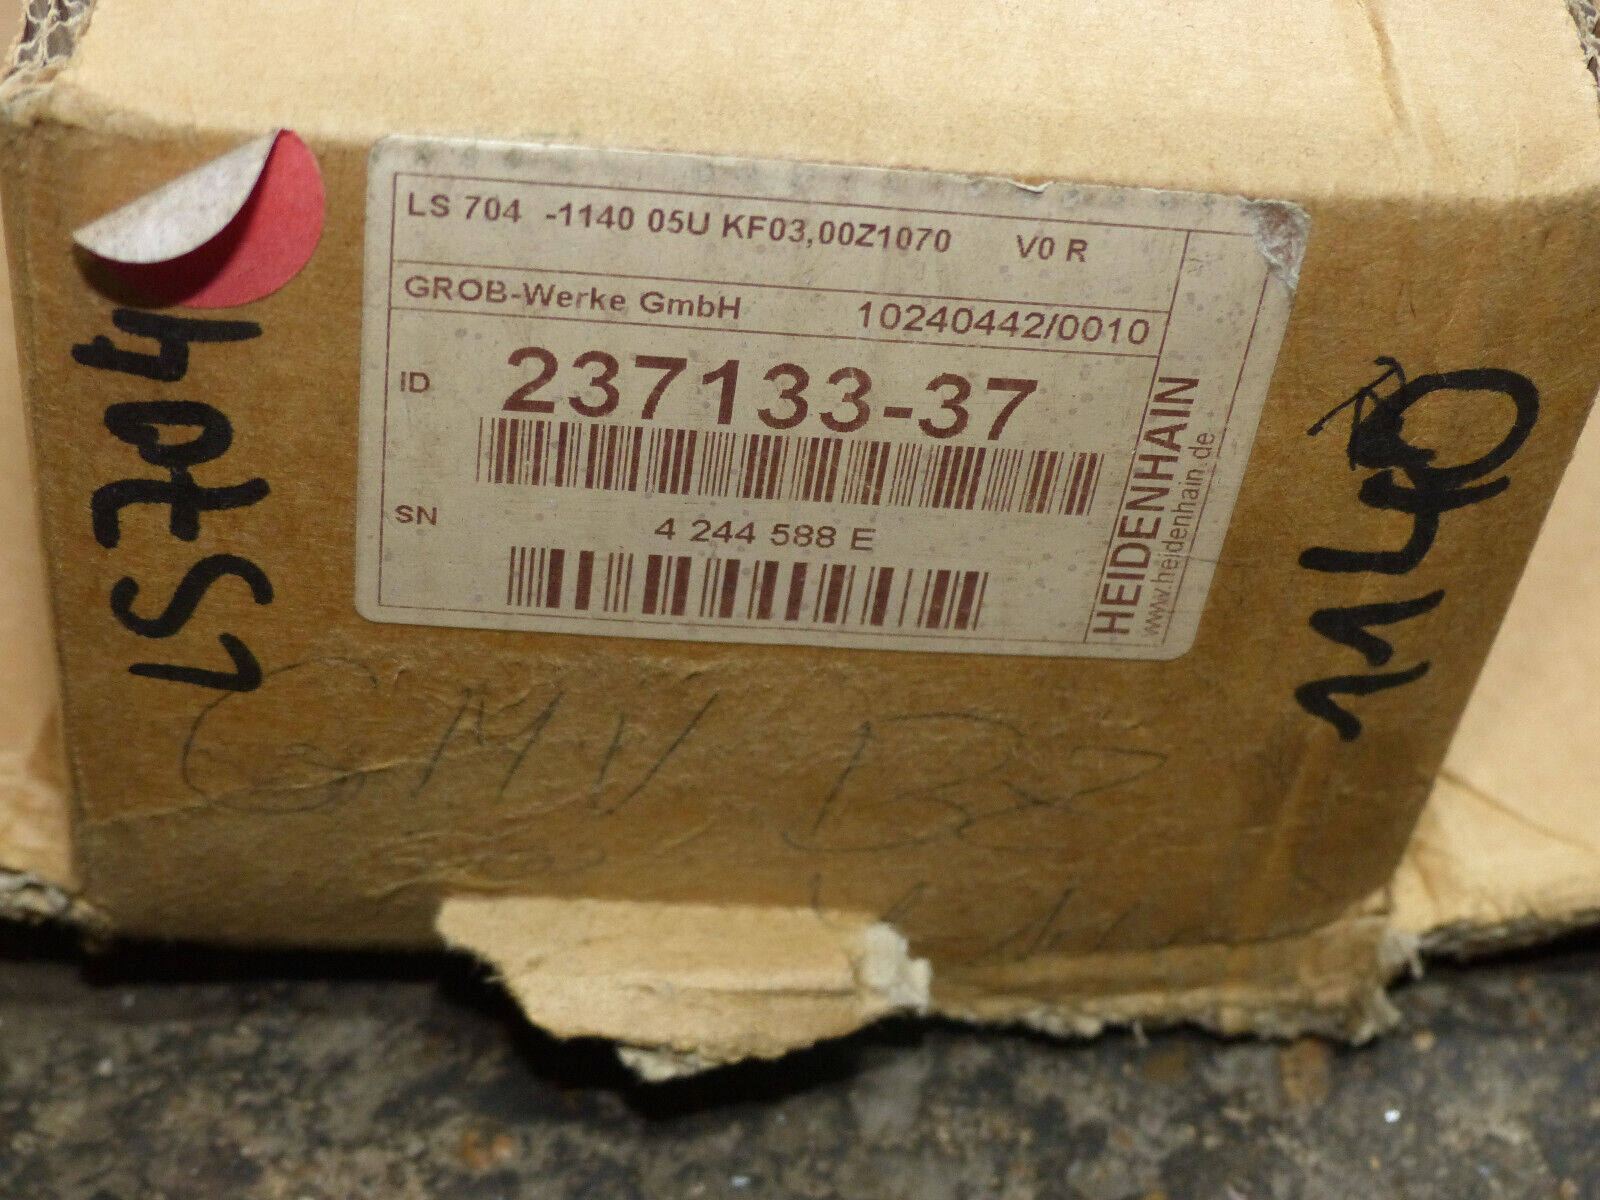 LS 704 -1140 05U KF03,00Z1070 V0 R
GROB-Werke GmbH 10240442/0010
ID 237133-37
SN 4 244 588 E
HEIDENHAIN
www.heidenhain.de
LS704
GMV